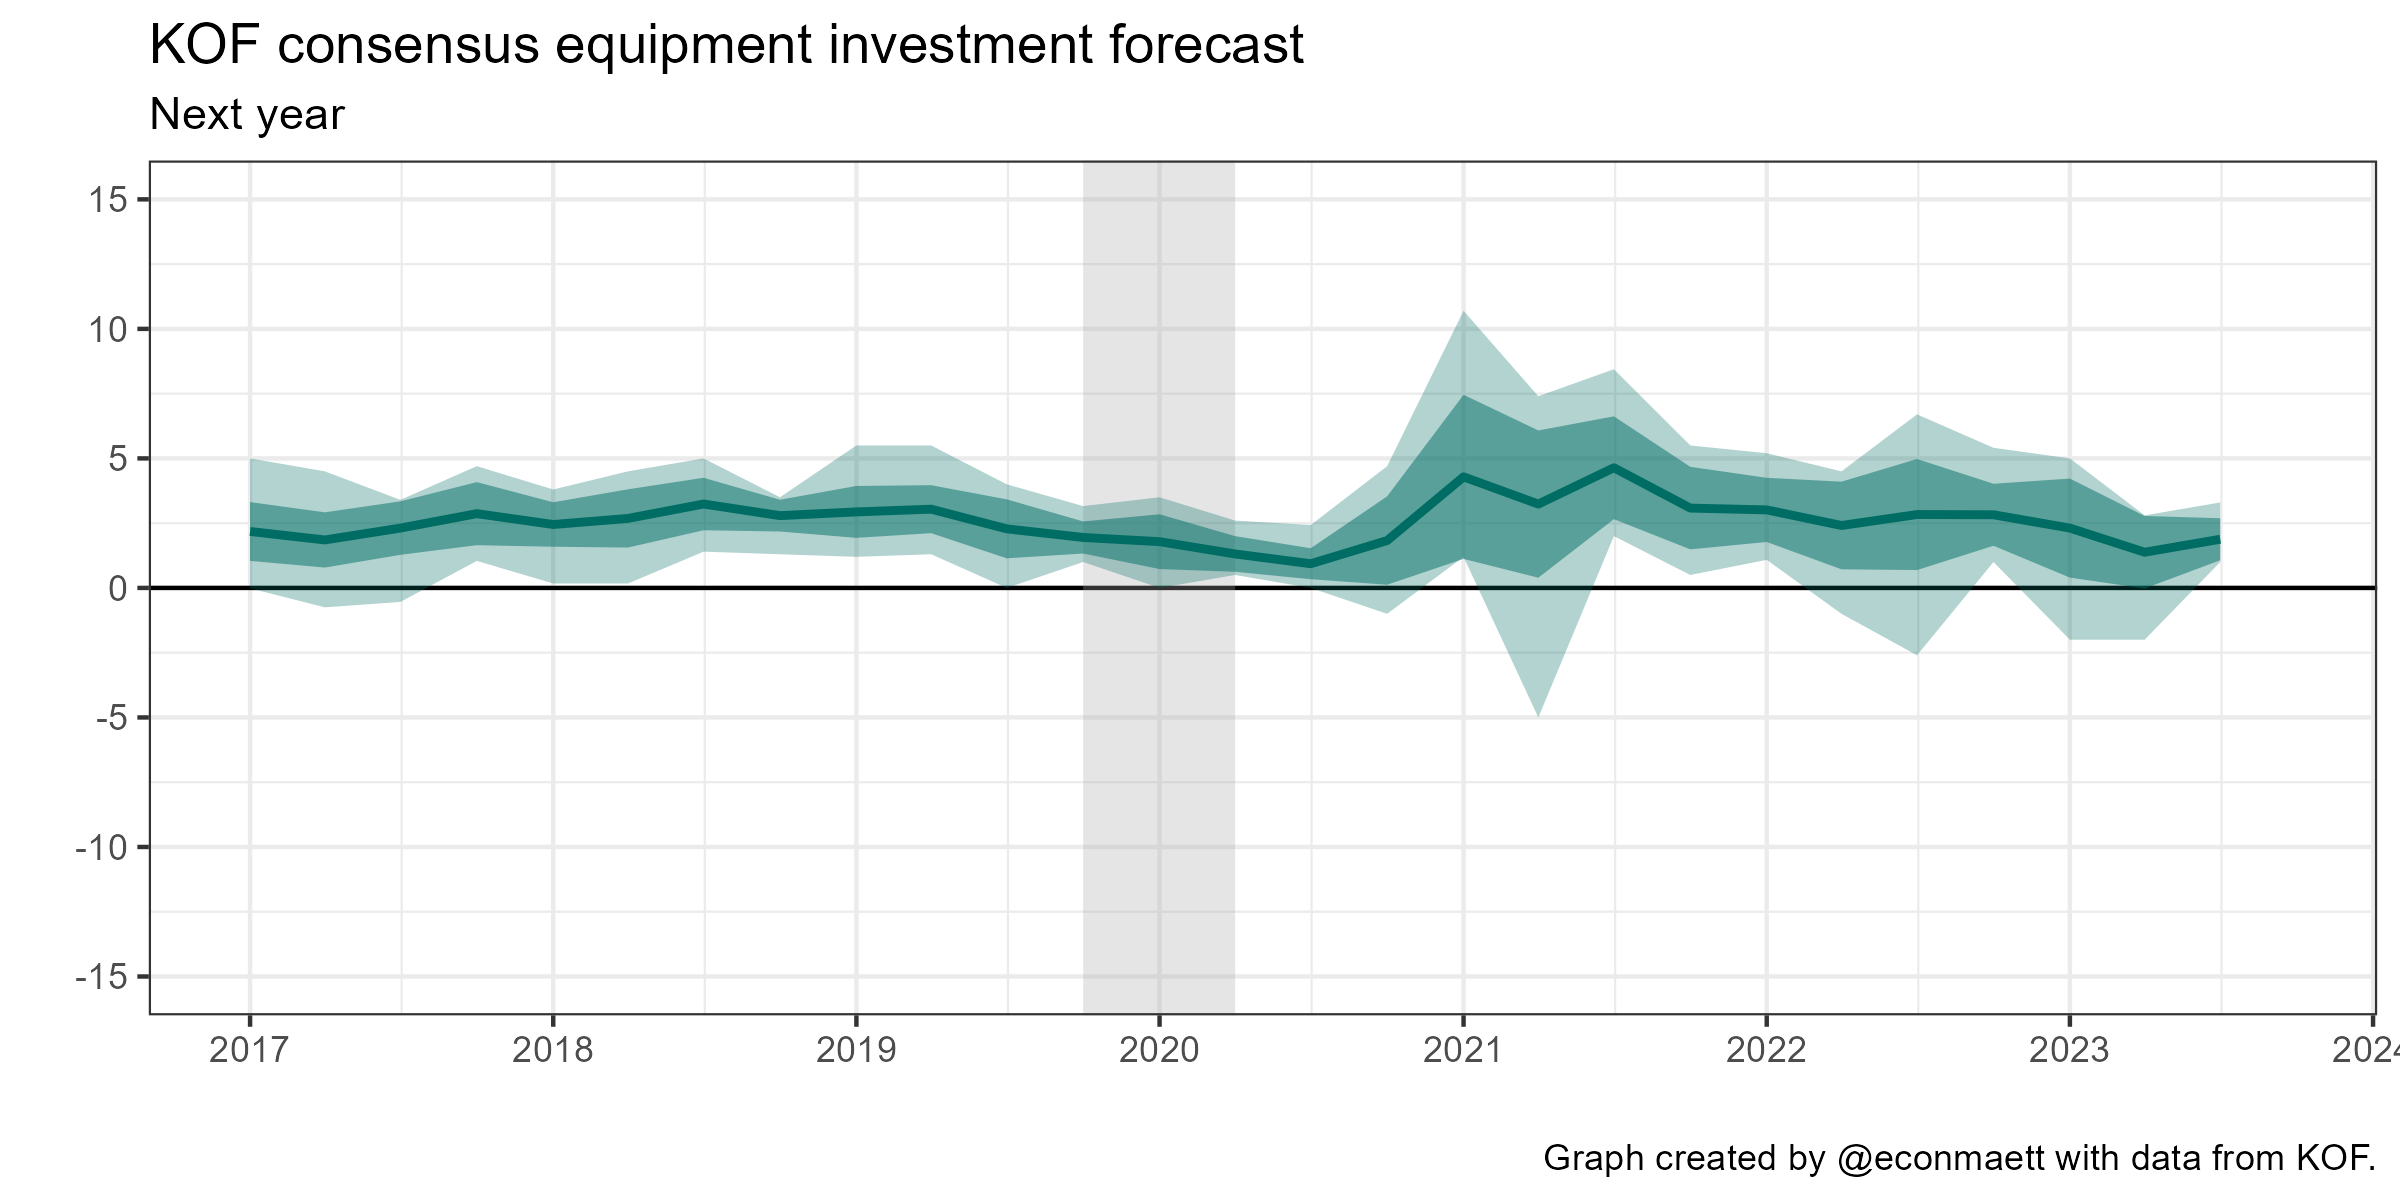 KOF consensus equipment investment forecast
Next year
15
10
5
0
-5
-10
-15
2017 2018 2019 2020 2021 2022 2023 2024
Graph created by @econmaett with data from KOF.